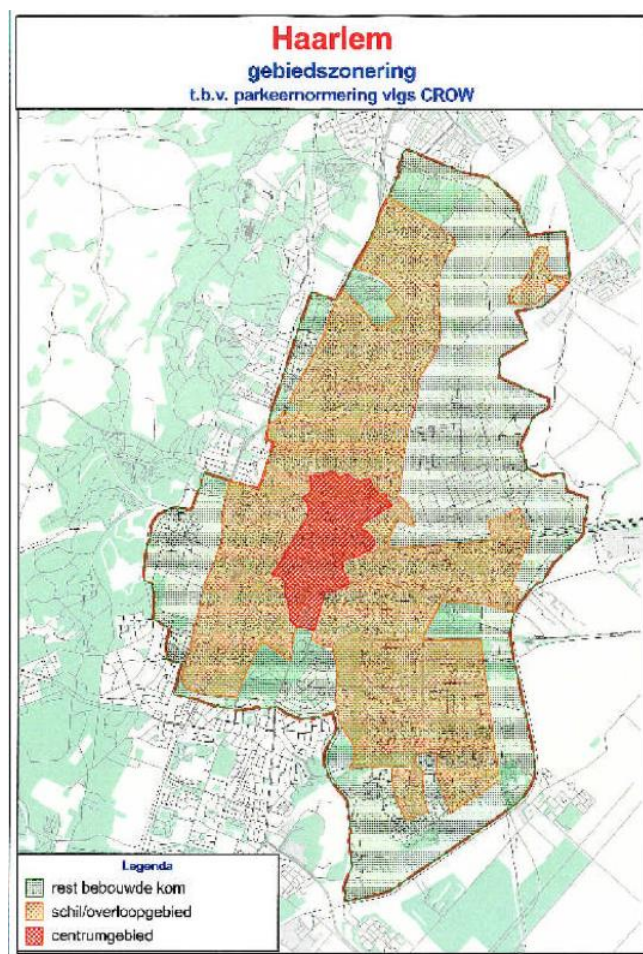 Haarlem
gebiedszonering
t.b.v. parkeernormering vlgs CROW
Legenda
rest bebouwde kom
schil/overloopgebied
centrumgebied